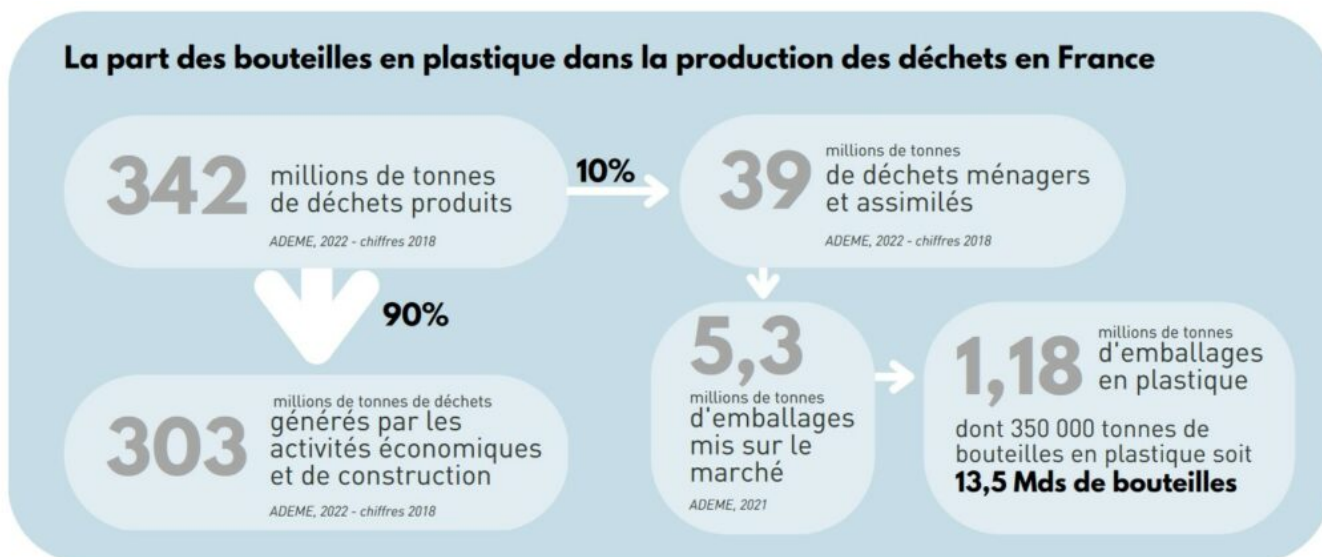 La part des bouteilles en plastique dans la production des déchets en France
342
millions de tonnes
de déchets produits
ADEME, 2022 - chiffres 2018
10%
39
millions de tonnes
de déchets ménagers
et assimilés
ADEME, 2022 - chiffres 2018
90%
303
millions de tonnes de déchets
générés par les
activités économiques
et de construction
ADEME, 2022 - chiffres 2018
5,3
millions de tonnes
d'emballages
mis sur le
marché
ADEME, 2021
1,18
millions de tonnes
d'emballages
en plastique
dont 350 000 tonnes de
bouteilles en plastique soit
13,5 Mds de bouteilles